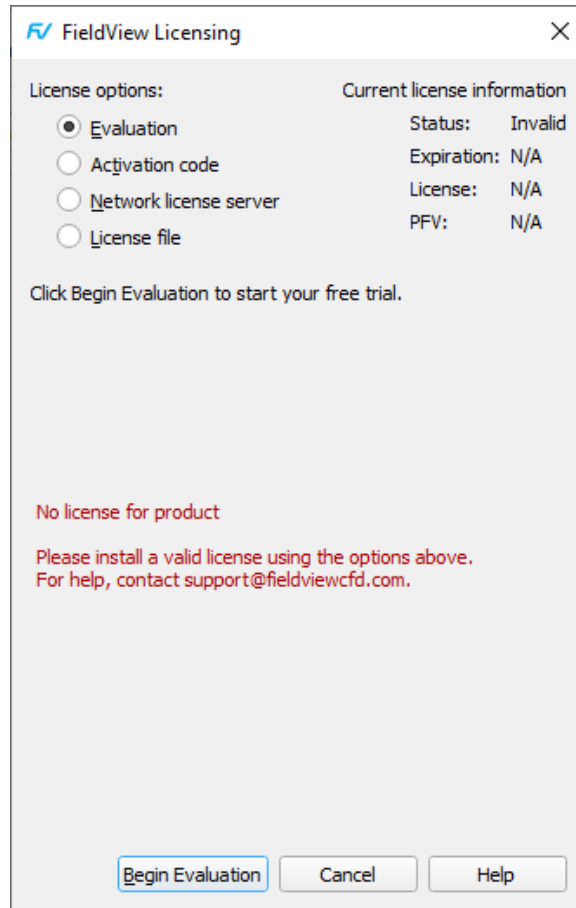 FV FieldView Licensing
License options:
Current license information
Evaluation
Status: Invalid
Activation code
Expiration: N/A
Network license server
License: N/A
License file
PFV: N/A
Click Begin Evaluation to start your free trial.
No license for product
Please install a valid license using the options above.
For help, contact support@fieldviewcfd.com.
Begin Evaluation
Cancel
Help